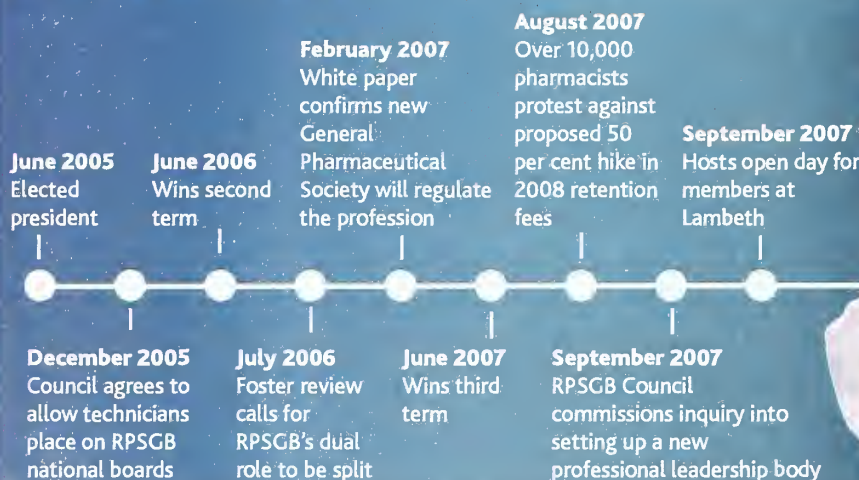 June 2005
Elected
president
December 2005
Council agrees to
allow technicians
place on RPSGB
national boards
June 2006
Wins second
term
July 2006
Foster review
calls for
RPSGB's dual
role to be split
February 2007
White paper
confirms new
General
Pharmaceutical
Society will regulate
the profession
June 2007
Wins third
term
August 2007
Over 10,000
pharmacists
protest against
proposed 50
per cent hike in
2008 retention
fees
September 2007
RPSGB Council
commissions inquiry into
setting up a new
professional leadership body
September 2007
Hosts open day for
members at
Lambeth